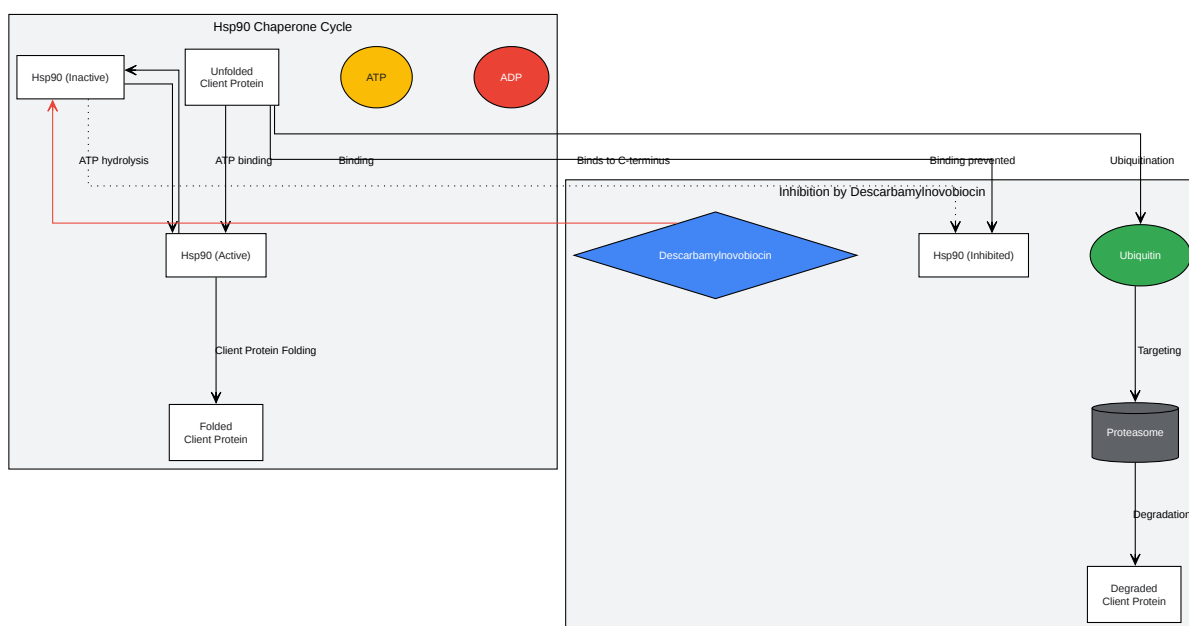 Hsp90 Chaperone Cycle
Hsp90 (Inactive)
Unfolded
Client Protein
ATP
ADP
ATP hydrolysis
ATP binding
Binding
Binds to C-terminus
Binding prevented
Ubiquitination
Inhibition by Descarbamylnovobiocin
Hsp90 (Active)
Descarbamylnovobiocin
Hsp90 (Inhibited)
Ubiquitin
Client Protein Folding
Targeting
Folded
Client Protein
Proteasome
Degradation
Degraded
Client Protein